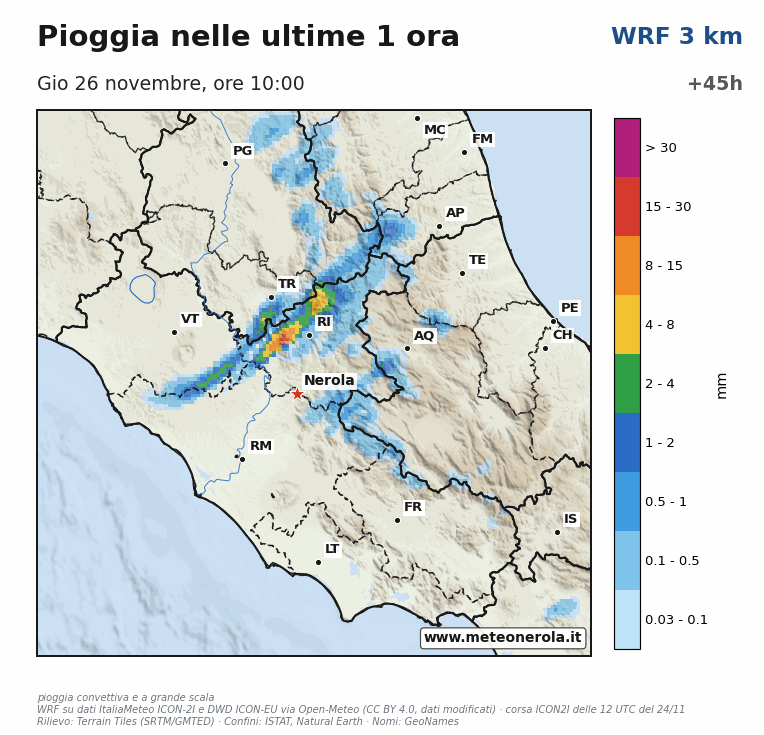 Pioggia nelle ultime 1 ora
WRF 3 km
Gio 26 novembre, ore 10:00
+45h
MC
FM
PG
AP
TE
TR
PE
VT
RI
CH
AQ
Nerola
RM
FR
IS
LT
www.meteonerola.it
> 30
15 - 30
8 - 15
4 - 8
2 - 4
1 - 2
0.5 - 1
0.1 - 0.5
0.03 - 0.1
mm
pioggia convettiva e a grande scala
WRF su dati ItaliaMeteo ICON-2I e DWD ICON-EU via Open-Meteo (CC BY 4.0, dati modificati) · corsa ICON2I delle 12 UTC del 24/11
Rilievo: Terrain Tiles (SRTM/GMTED) · Confini: ISTAT, Natural Earth · Nomi: GeoNames